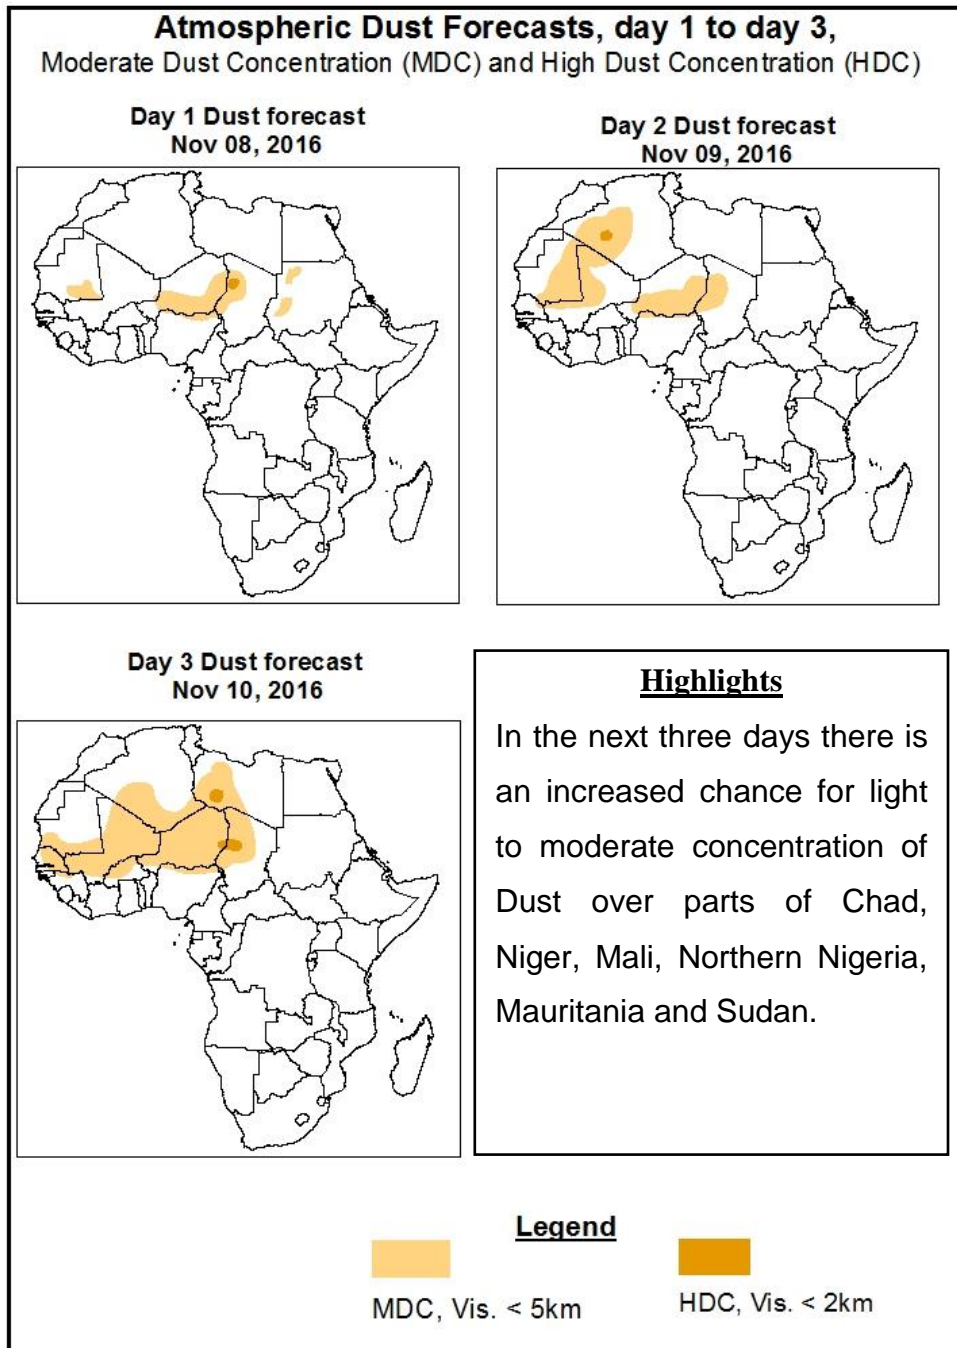 Atmospheric Dust Forecasts, day 1 to day 3,
Moderate Dust Concentration (MDC) and High Dust Concentration (HDC)
Day 1 Dust forecast
Nov 08, 2016
Day 2 Dust forecast
Nov 09, 2016
Day 3 Dust forecast
Nov 10, 2016
Highlights
In the next three days there is
an increased chance for light
to moderate concentration of
Dust over parts of Chad,
Niger, Mali, Northern Nigeria,
Mauritania and Sudan.
Legend
MDC, Vis. < 5km
HDC, Vis. < 2km